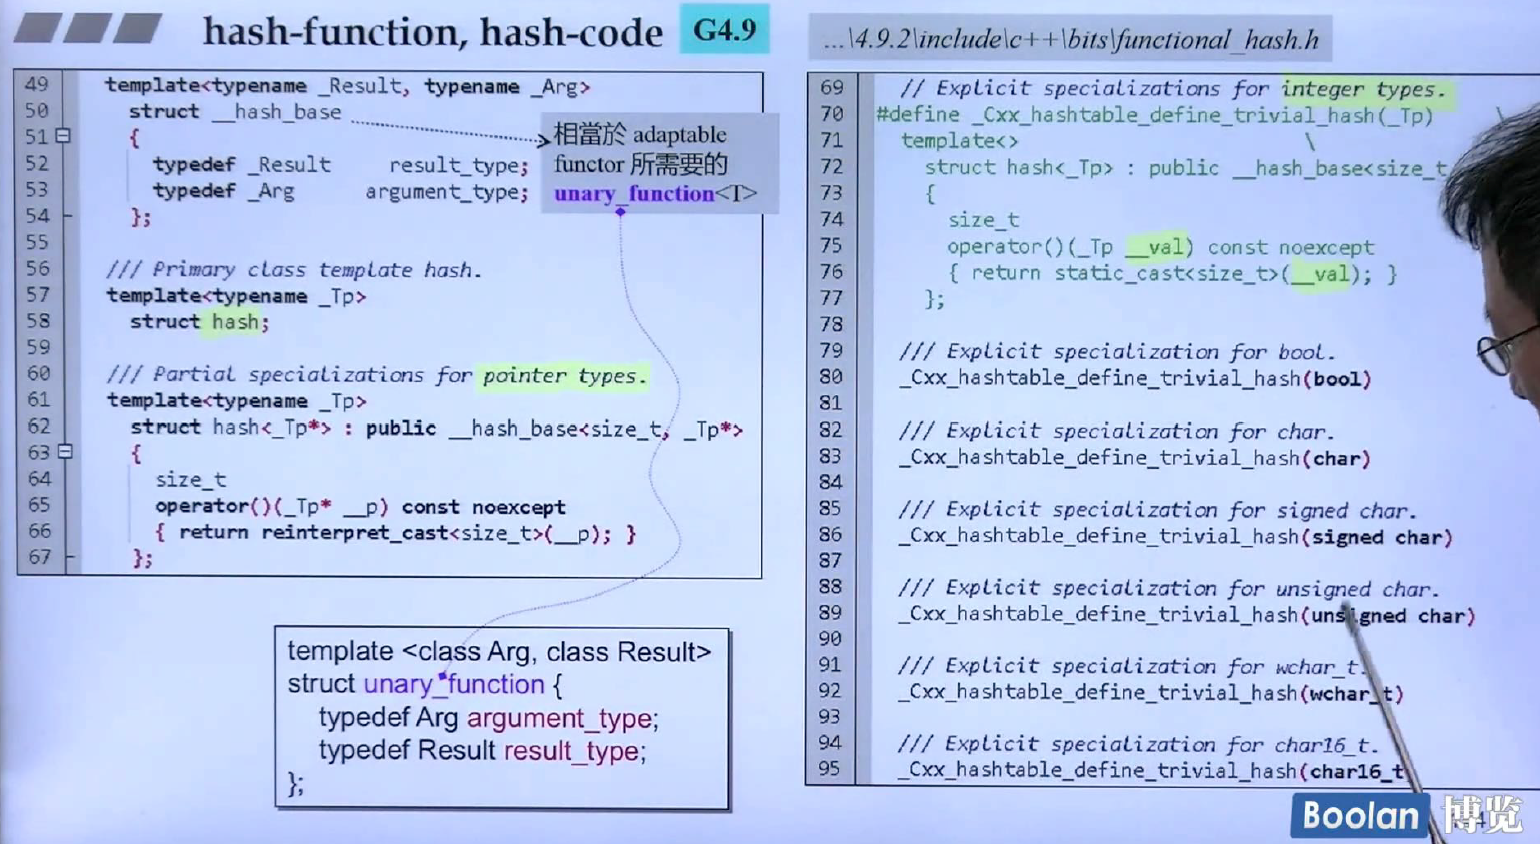 hash-function, hash-code
G4.9
...\4.9.2\include\c++\bits\functional_hash.h
49 template<typename _Result, typename _Arg>
50 struct __hash_base
51 {
52 typedef _Result result_type;
53 typedef _Arg argument_type;
54 };
55
56 /// Primary class template hash.
57 template<typename _Tp>
58 struct hash;
59
60 /// Partial specializations for pointer types.
61 template<typename _Tp>
62 struct hash<_Tp*> : public __hash_base<size_t, _Tp*>
63 {
64 size_t
65 operator()(_Tp* __p) const noexcept
66 { return reinterpret_cast<size_t>(__p); }
67 };
相當於 adaptable
functor 所需要的
unary_function<T>
template <class Arg, class Result>
struct unary_function {
typedef Arg argument_type;
typedef Result result_type;
};
69 // Explicit specializations for integer types.
70 #define _Cxx_hashtable_define_trivial_hash(_Tp) \
71 template<> \
72 struct hash<_Tp> : public __hash_base<size_t,
73 {
74 size_t
75 operator()(_Tp __val) const noexcept
76 { return static_cast<size_t>(__val); }
77 };
78
79 /// Explicit specialization for bool.
80 _Cxx_hashtable_define_trivial_hash(bool)
81
82 /// Explicit specialization for char.
83 _Cxx_hashtable_define_trivial_hash(char)
84
85 /// Explicit specialization for signed char.
86 _Cxx_hashtable_define_trivial_hash(signed char)
87
88 /// Explicit specialization for unsigned char.
89 _Cxx_hashtable_define_trivial_hash(unsigned char)
90
91 /// Explicit specialization for wchar_t.
92 _Cxx_hashtable_define_trivial_hash(wchar_t)
93
94 /// Explicit specialization for char16_t.
95 _Cxx_hashtable_define_trivial_hash(char16_t
Boolan 博览